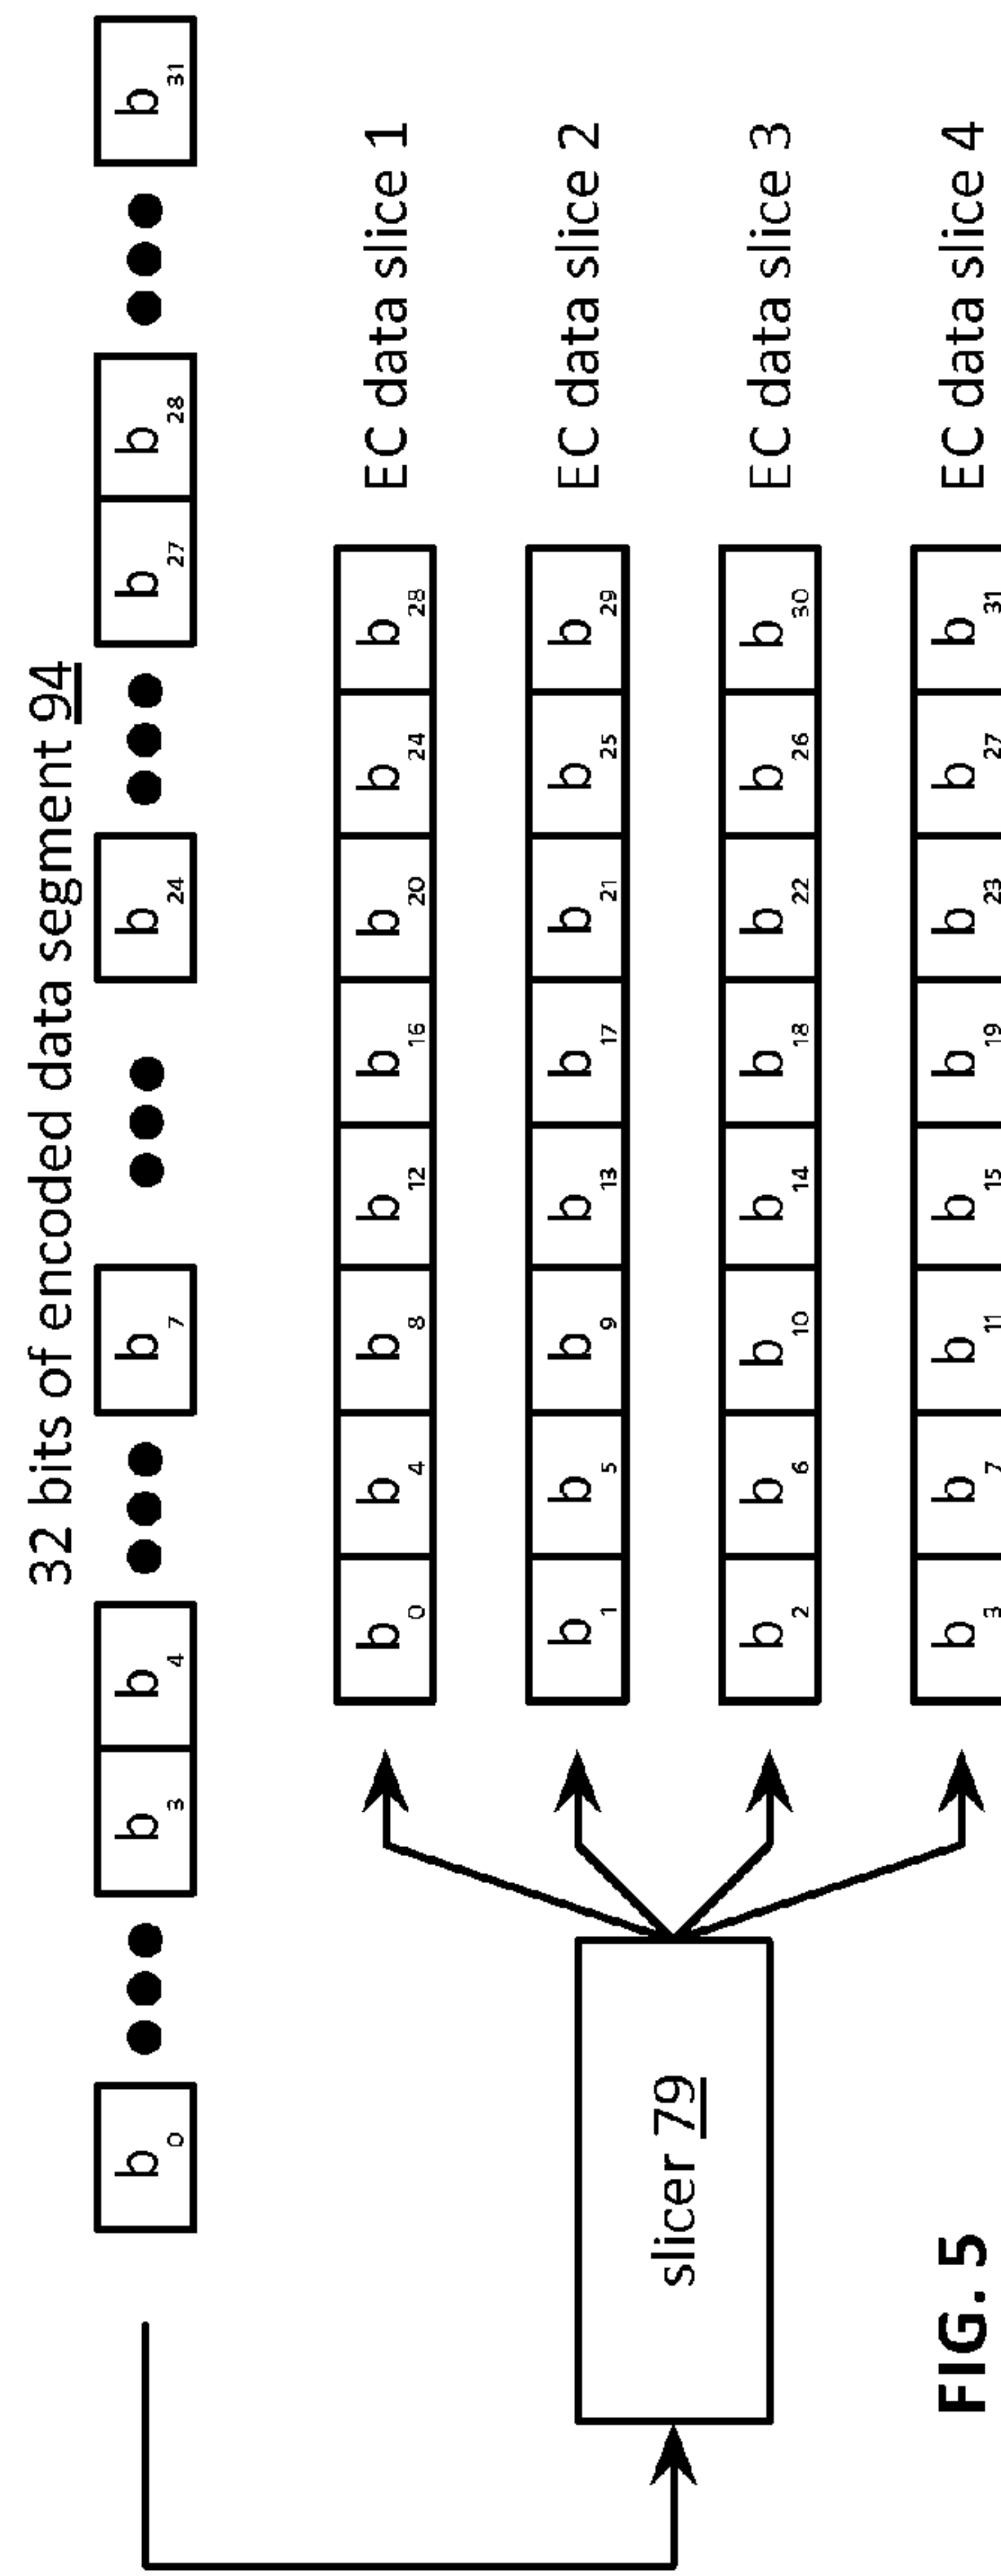 32 bits of encoded data segment 94
b0 ●●● b3 b4 ●●● b7 ●●● b24 ●●● b27 b28 ●●● b31
b0 b4 b8 b12 b16 b20 b24 b28 EC data slice 1
b1 b5 b9 b13 b17 b21 b25 b29 EC data slice 2
slicer 79
b2 b6 b10 b14 b18 b22 b26 b30 EC data slice 3
b3 b7 b11 b15 b19 b23 b27 b31 EC data slice 4
FIG. 5